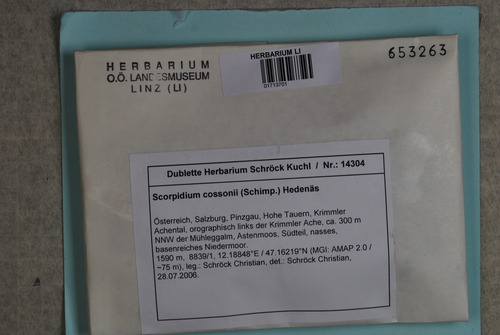 HERBARIUM
O.Ö. LANDESMUSEUM
LINZ (LI)
HERBARIUM LI
01713701
653263
Dublette Herbarium Schröck Kuchl / Nr.: 14304
Scorpidium cossonii (Schimp.) Hedenäs
Österreich, Salzburg, Pinzgau, Hohe Tauern, Krimmler
Achental, orographisch links der Krimmler Ache, ca. 300 m
NNW der Mühleggalm, Astenmoos, Südteil, nasses,
basenreiches Niedermoor.
1590 m, 8839/1, 12.18848°E / 47.16219°N (MGI: AMAP 2.0 /
~75 m), leg.: Schröck Christian, det.: Schröck Christian,
28.07.2006.